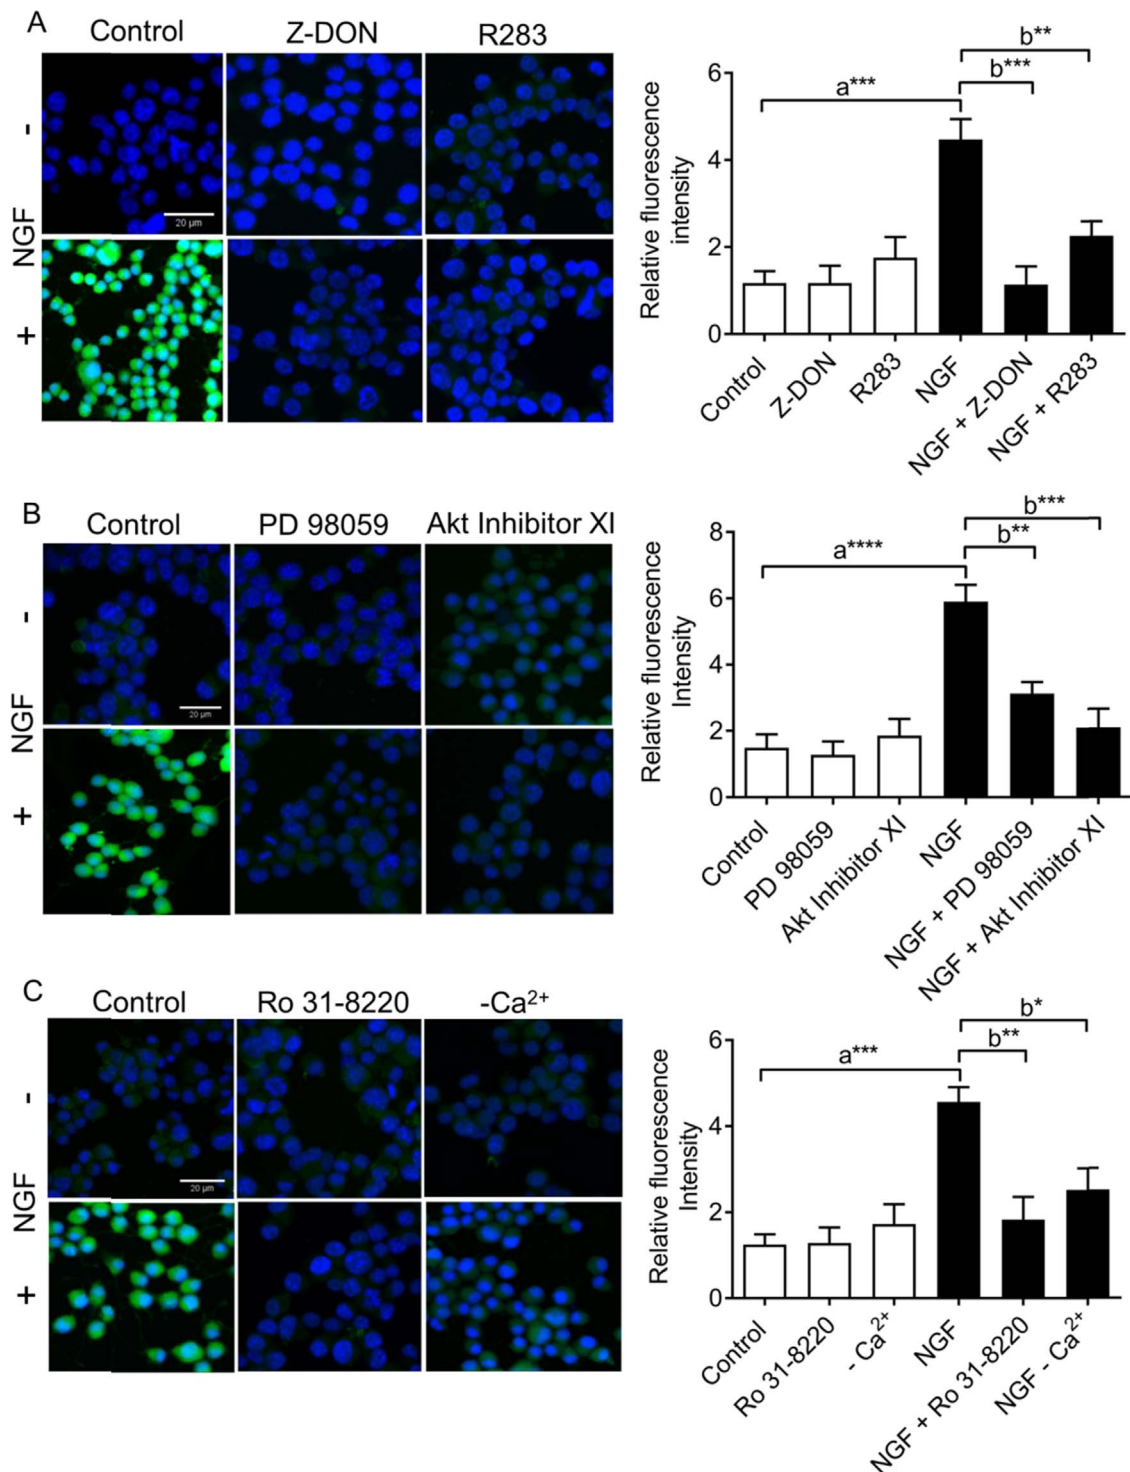 A
Control Z-DON R283
NGF
-
+
20 μm
Relative fluorescence
intensity
6
4
2
0
a***
b***
b**
Control
Z-DON
R283
NGF
NGF + Z-DON
NGF + R283
B
Control PD 98059 Akt Inhibitor XI
NGF
-
+
20 μm
Relative fluorescence
Intensity
8
6
4
2
0
a****
b**
b***
Control
PD 98059
Akt Inhibitor XI
NGF
NGF + PD 98059
NGF + Akt Inhibitor XI
C
Control Ro 31-8220 -Ca²⁺
NGF
-
+
20 μm
Relative fluorescence
Intensity
6
4
2
0
a***
b**
b*
Control
Ro 31-8220
- Ca²⁺
NGF
NGF + Ro 31-8220
NGF - Ca²⁺